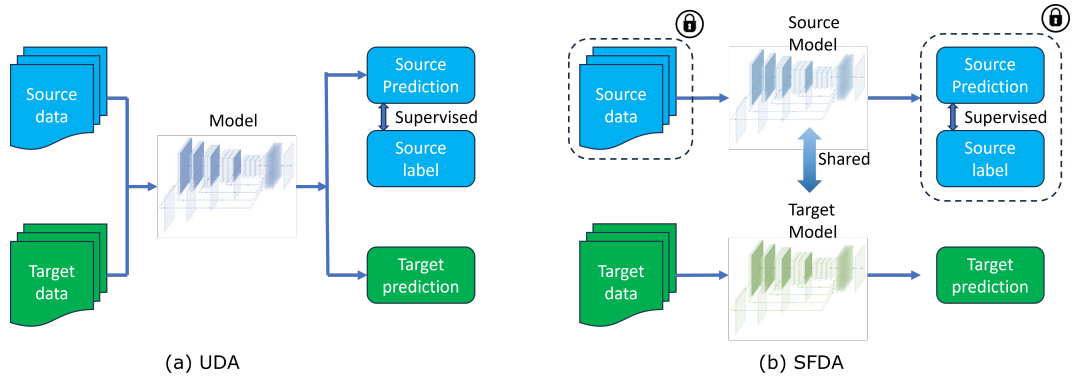 Source
data
Target
data
Model
Source
Prediction
Supervised
Source
label
Target
prediction
(a) UDA
Source
data
Source
Model
Shared
Target
Model
Source
Prediction
Supervised
Source
label
Target
data
Target
prediction
(b) SFDA